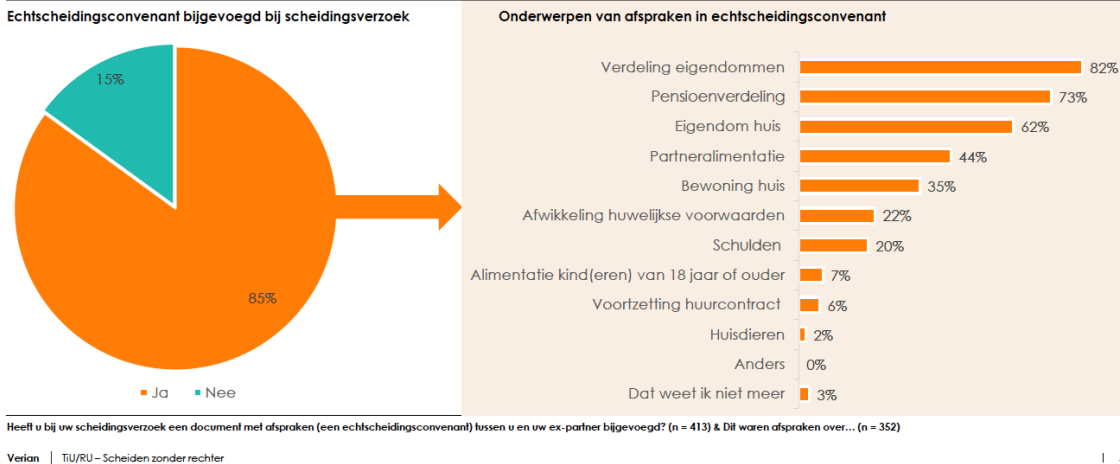 Echtscheidingsconvenant bijgevoegd bij scheidingsverzoek
15%
85%
Ja Nee
Onderwerpen van afspraken in echtscheidingsconvenant
Verdeling eigendommen 82%
Pensioenverdeling 73%
Eigendom huis 62%
Partneralimentatie 44%
Bewoning huis 35%
Afwikkeling huwelijkse voorwaarden 22%
Schulden 20%
Alimentatie kind(eren) van 18 jaar of ouder 7%
Voortzetting huurcontract 6%
Huisdieren 2%
Anders 0%
Dat weet ik niet meer 3%
Heeft u bij uw scheidingsverzoek een document met afspraken (een echtscheidingsconvenant) tussen u en uw ex-partner bijgevoegd? (n = 413) & Dit waren afspraken over... (n = 352)
Verian | TiU/RU – Scheiden zonder rechter |